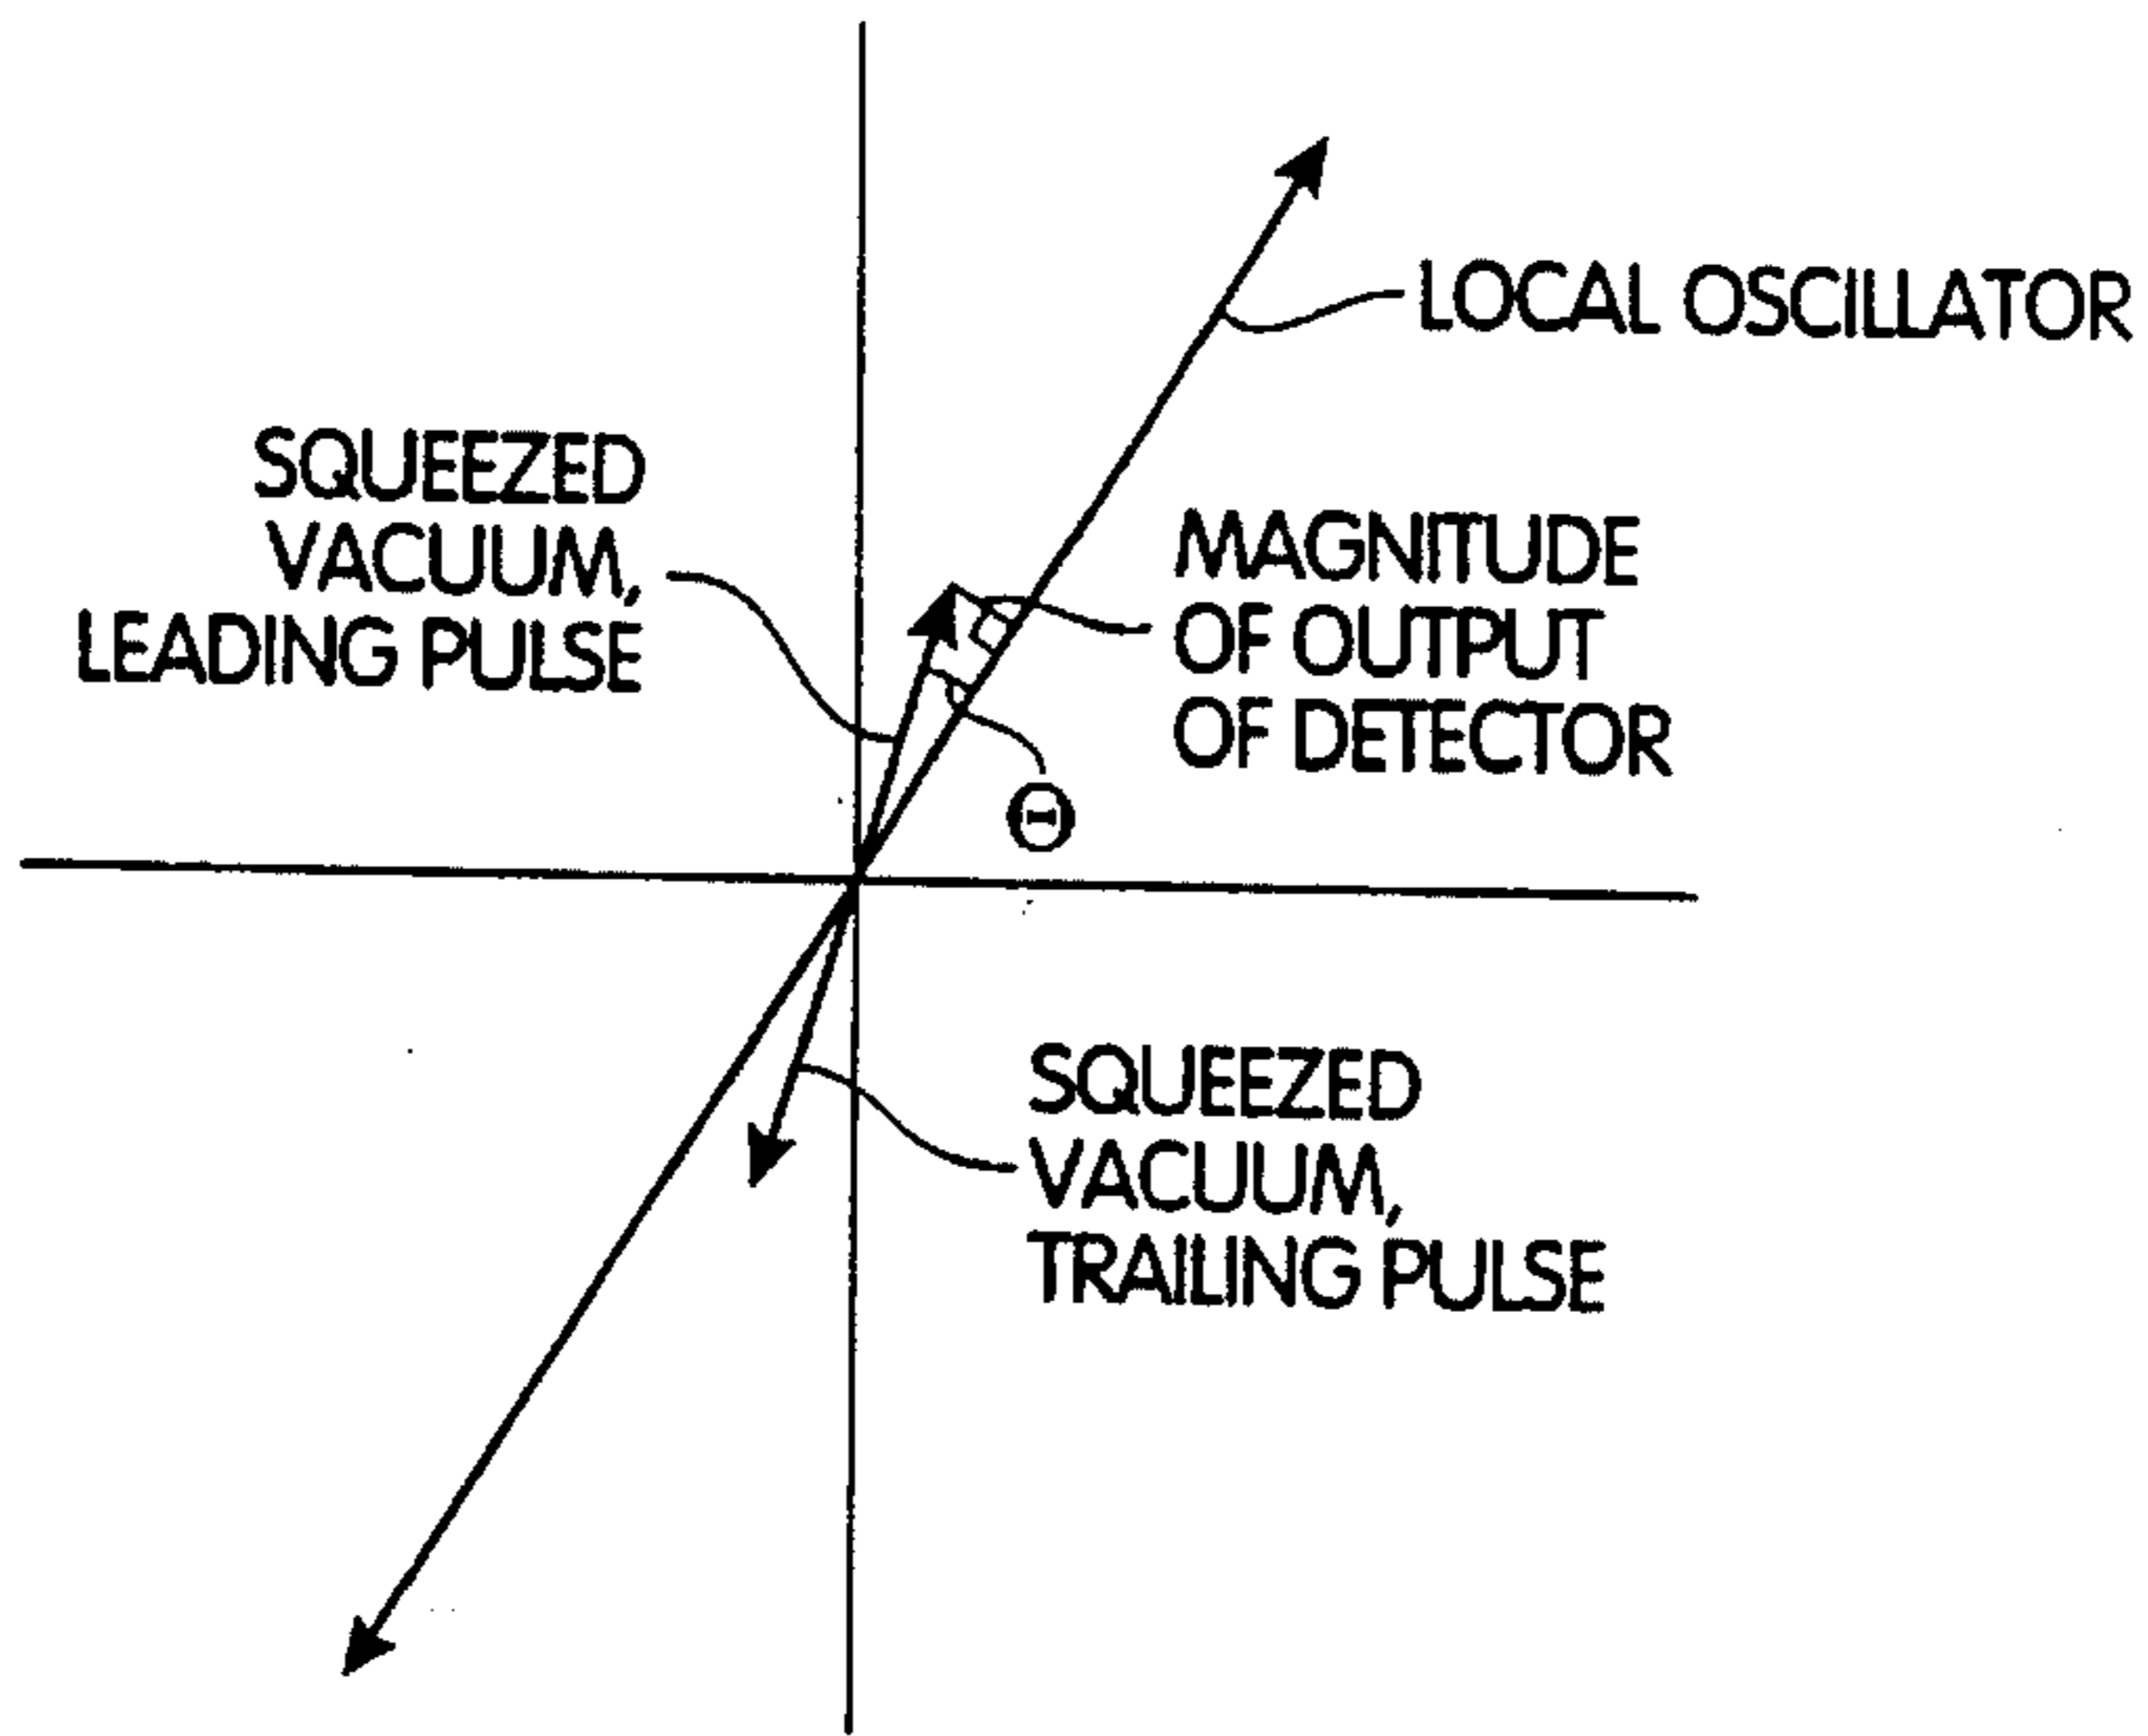 LOCAL OSCILLATOR
SQUEEZED
VACUUM,
LEADING PULSE
MAGNITUDE
OF OUTPUT
OF DETECTOR
Θ
SQUEEZED
VACUUM,
TRAILING PULSE